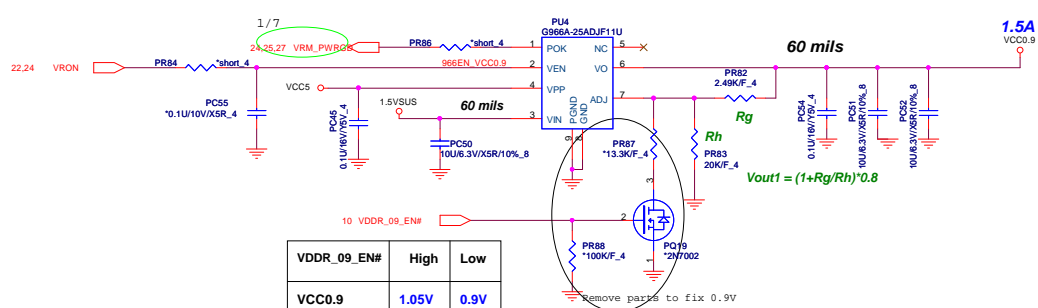 1/7
PU4
G966A-25ADJF11U
1.5A
VCC0.9
24,25,27 VRM_PWRGD
PR86
*short_4
1
POK
NC
5
60 mils
22,24 VRON
PR84
*short_4
966EN_VCC0.9
2
VEN
VO
6
PR82
2.49K/F_4
VCC5
4
VPP
ADJ
7
PC55
*0.1U/10V/X5R_4
PC45
0.1U/16V/Y5V_4
1.5VSUS
60 mils
3
VIN
PGND
GND
9
8
Rg
PC54
0.1U/16V/Y5V_4
PC51
10U/6.3V/X5R/10%_8
PC52
10U/6.3V/X5R/10%_8
PC50
10U/6.3V/X5R/10%_8
PR87
*13.3K/F_4
Rh
PR83
20K/F_4
Vout1 = (1+Rg/Rh)*0.8
3
10 VDDR_09_EN#
2
PR88
*100K/F_4
1
PQ19
*2N7002
VDDR_09_EN# High Low
VCC0.9 1.05V 0.9V
Remove parts to fix 0.9V